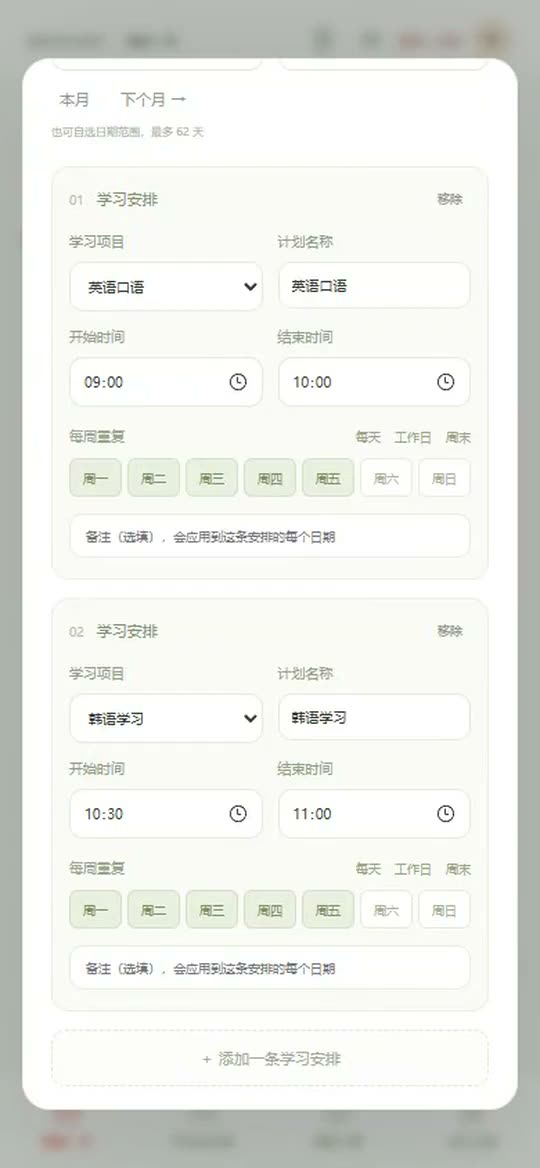 本月 下个月 →
也可自选日期范围，最多 62 天
01 学习安排 移除
学习项目 计划名称
英语口语 英语口语
开始时间 结束时间
09:00 10:00
每周重复 每天 工作日 周末
周一 周二 周三 周四 周五 周六 周日
备注（选填），会应用到这条安排的每个日期
02 学习安排 移除
学习项目 计划名称
韩语学习 韩语学习
开始时间 结束时间
10:30 11:00
每周重复 每天 工作日 周末
周一 周二 周三 周四 周五 周六 周日
备注（选填），会应用到这条安排的每个日期
+ 添加一条学习安排